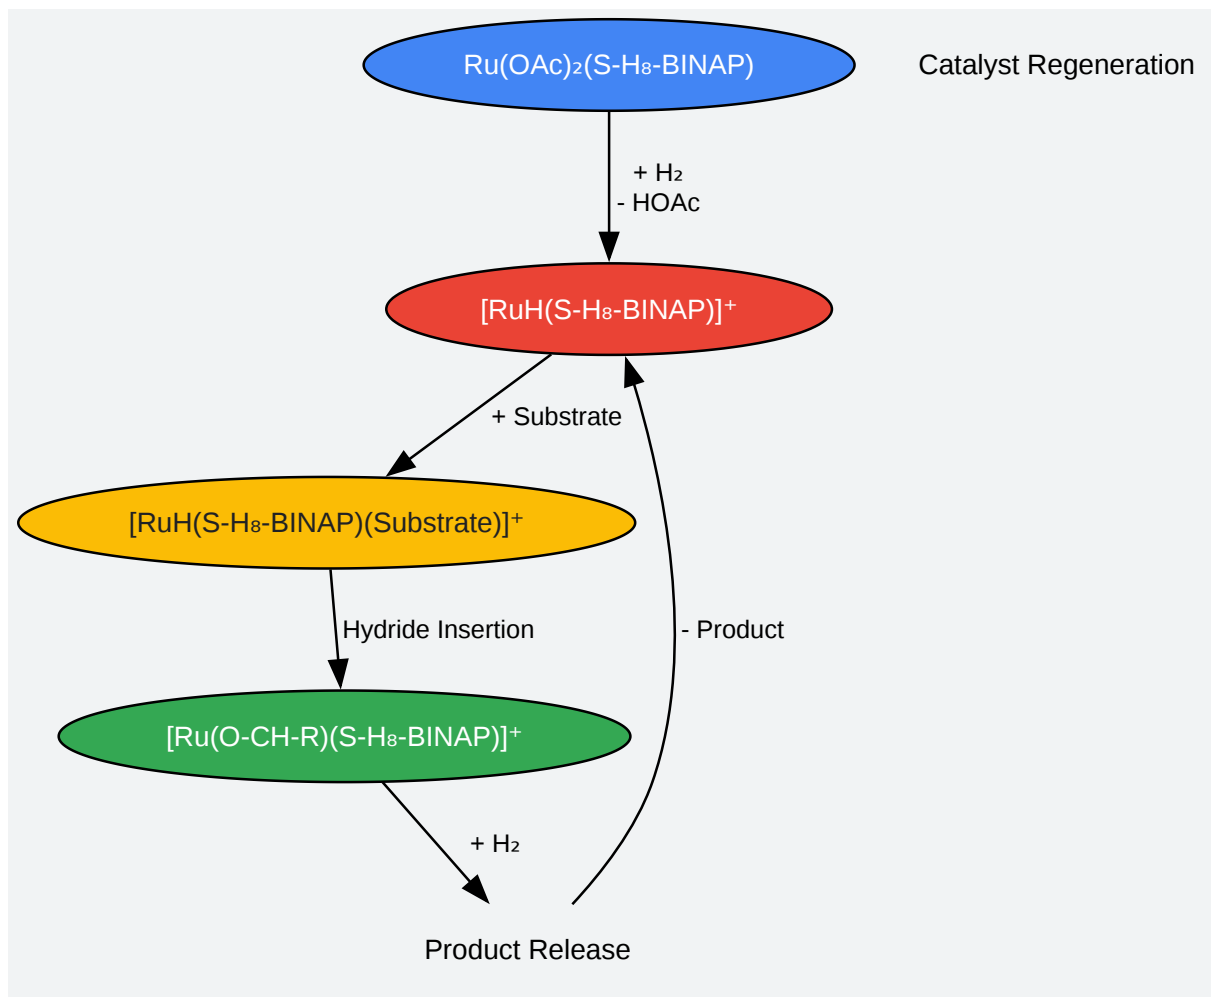 Ru(OAc)₂(S-H₈-BINAP)
Catalyst Regeneration
+ H₂
- HOAc
[RuH(S-H₈-BINAP)]⁺
+ Substrate
[RuH(S-H₈-BINAP)(Substrate)]⁺
Hydride Insertion
- Product
[Ru(O-CH-R)(S-H₈-BINAP)]⁺
+ H₂
Product Release